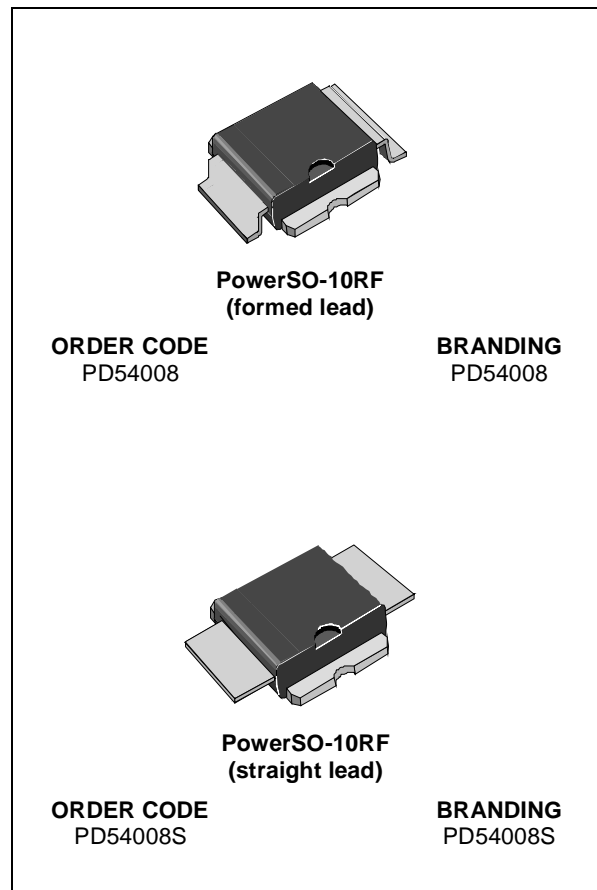 PowerSO-10RF
(formed lead)
ORDER CODE
BRANDING
PD54008
PD54008
PowerSO-10RF
(straight lead)
ORDER CODE
BRANDING
PD54008S
PD54008S